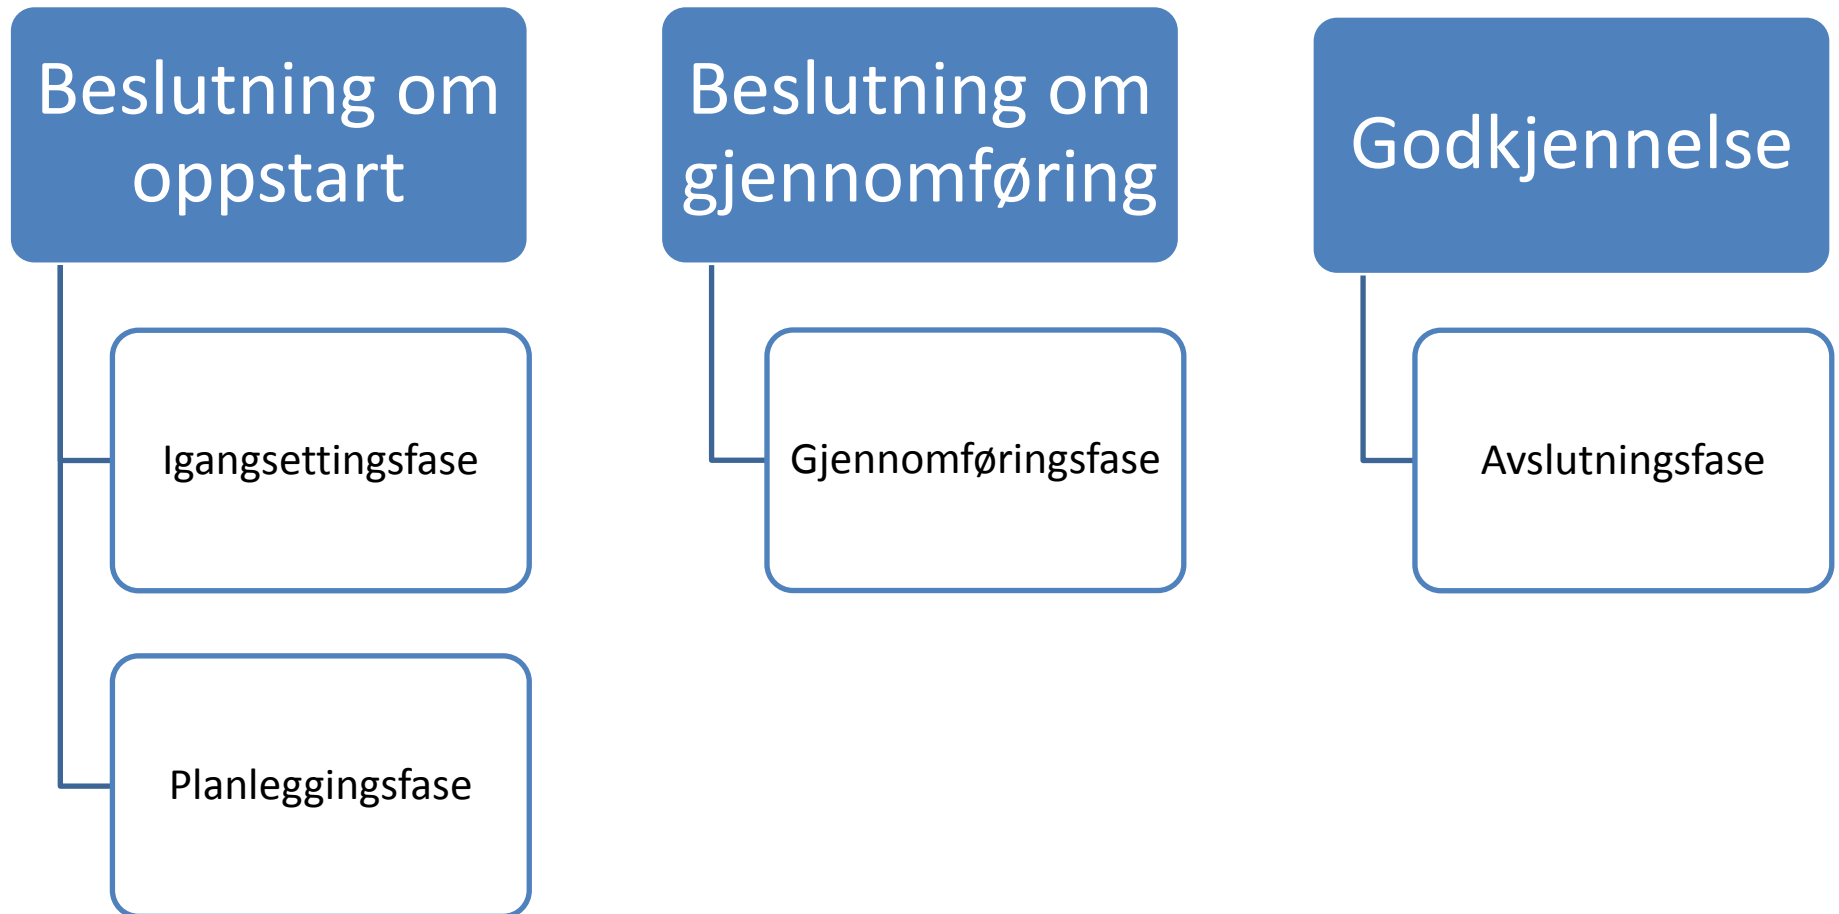 Beslutning om
oppstart
Igangsettingsfase
Planleggingsfase
Beslutning om
gjennomføring
Gjennomføringsfase
Godkjennelse
Avslutningsfase